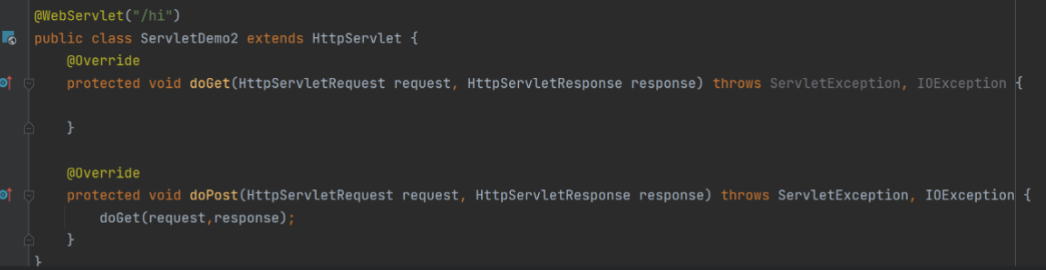 @WebServlet("/hi")
public class ServletDemo2 extends HttpServlet {
    @Override
    protected void doGet(HttpServletRequest request, HttpServletResponse response) throws ServletException, IOException {
    }
    @Override
    protected void doPost(HttpServletRequest request, HttpServletResponse response) throws ServletException, IOException {
        doGet(request,response);
    }
}